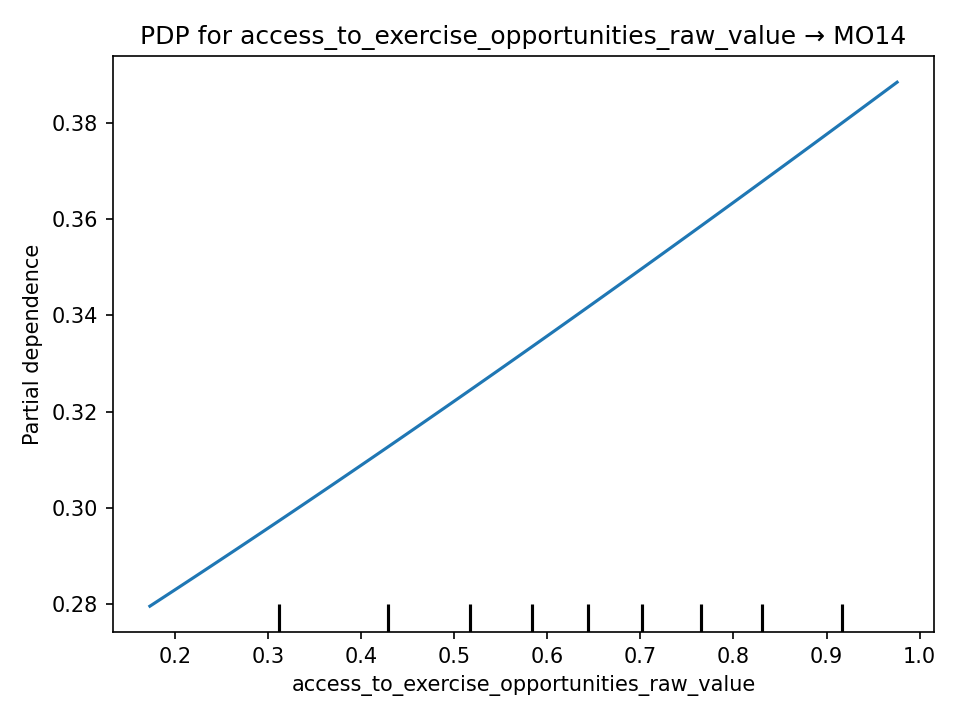 PDP for access_to_exercise_opportunities_raw_value → MO14
Partial dependence
0.38
0.36
0.34
0.32
0.30
0.28
0.2 0.3 0.4 0.5 0.6 0.7 0.8 0.9 1.0
access_to_exercise_opportunities_raw_value